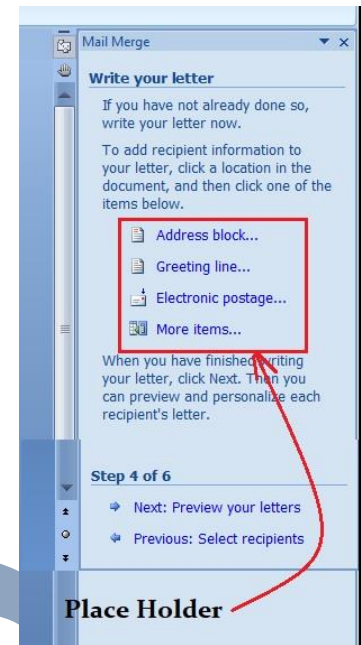 Mail Merge
Write your letter
If you have not already done so,
write your letter now.
To add recipient information to
your letter, click a location in the
document, and then click one of the
items below.
Address block...
Greeting line...
Electronic postage...
More items...
When you have finished writing
your letter, click Next. Then you
can preview and personalize each
recipient's letter.
Step 4 of 6
Next: Preview your letters
Previous: Select recipients
Place Holder